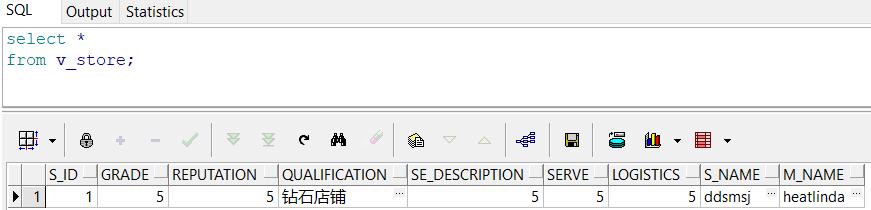 SQL Output Statistics
select *
from v_store;
S_ID GRADE REPUTATION QUALIFICATION SE_DESCRIPTION SERVE LOGISTICS S_NAME M_NAME
1 1 5 5 钻石店铺 ... 5 5 5 ddsmsj ... heatlinda ...